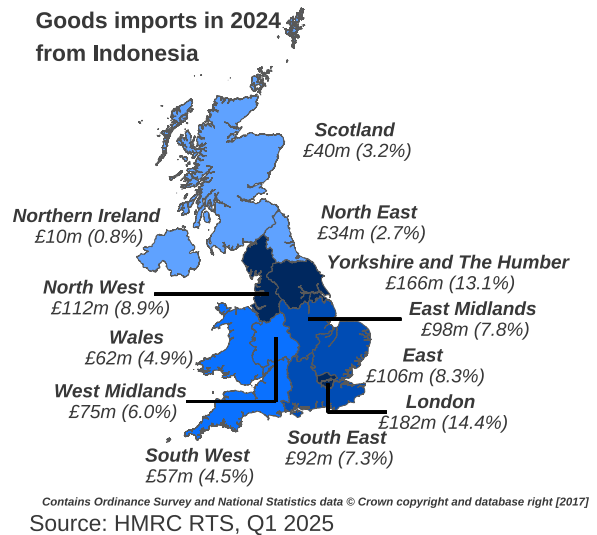 Goods imports in 2024
from Indonesia
Scotland
£40m (3.2%)
Northern Ireland
£10m (0.8%)
North East
£34m (2.7%)
Yorkshire and The Humber
£166m (13.1%)
North West
£112m (8.9%)
East Midlands
£98m (7.8%)
Wales
£62m (4.9%)
East
£106m (8.3%)
West Midlands
£75m (6.0%)
London
£182m (14.4%)
South East
£92m (7.3%)
South West
£57m (4.5%)
Contains Ordinance Survey and National Statistics data © Crown copyright and database right [2017]
Source: HMRC RTS, Q1 2025